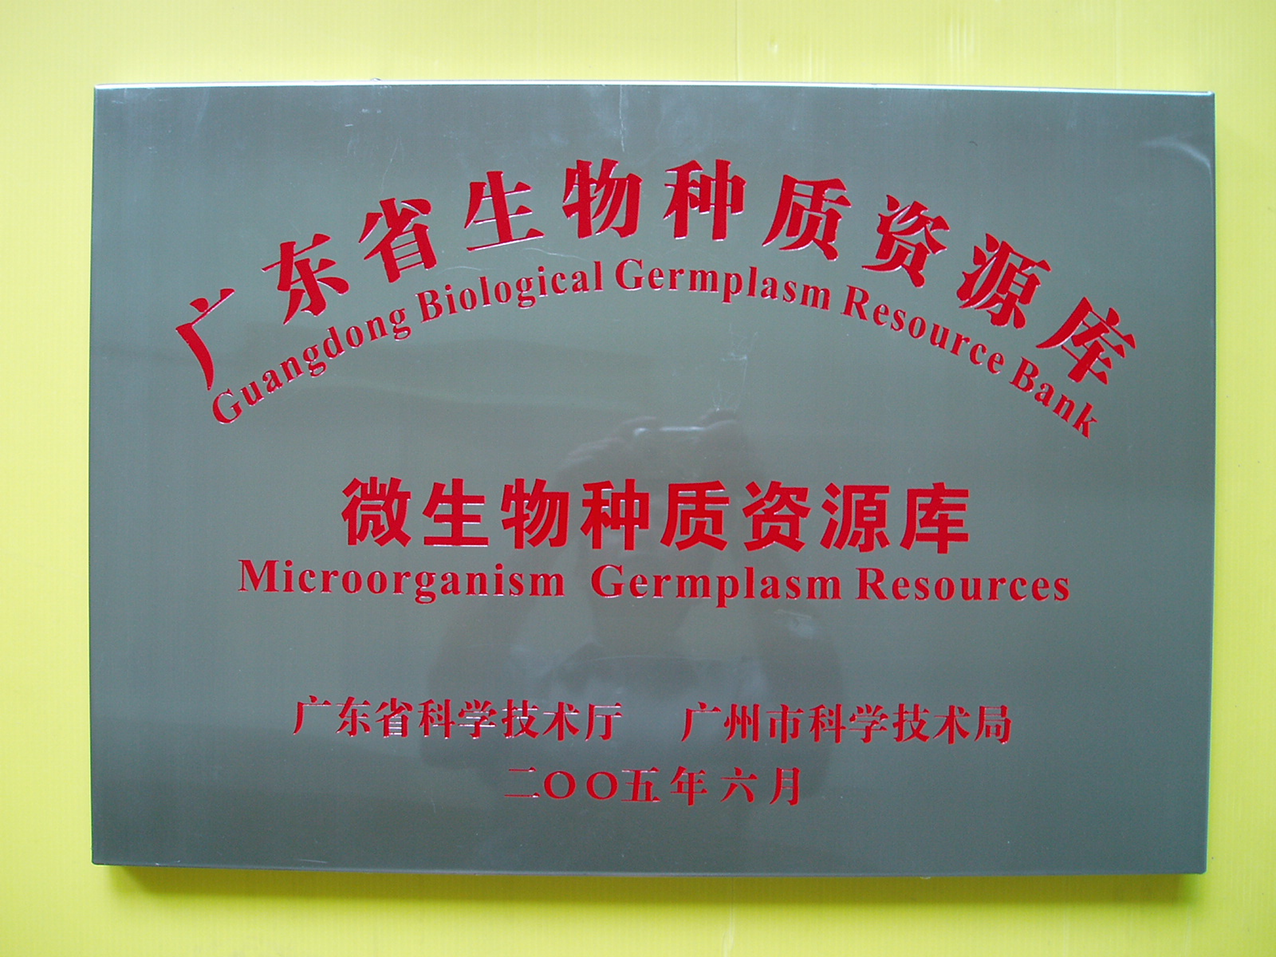 广东省生物种质资源库
Guangdong Biological Germplasm Resource Bank
微生物种质资源库
Microorganism Germplasm Resources
广东省科学技术厅 广州市科学技术局
二〇〇五年六月